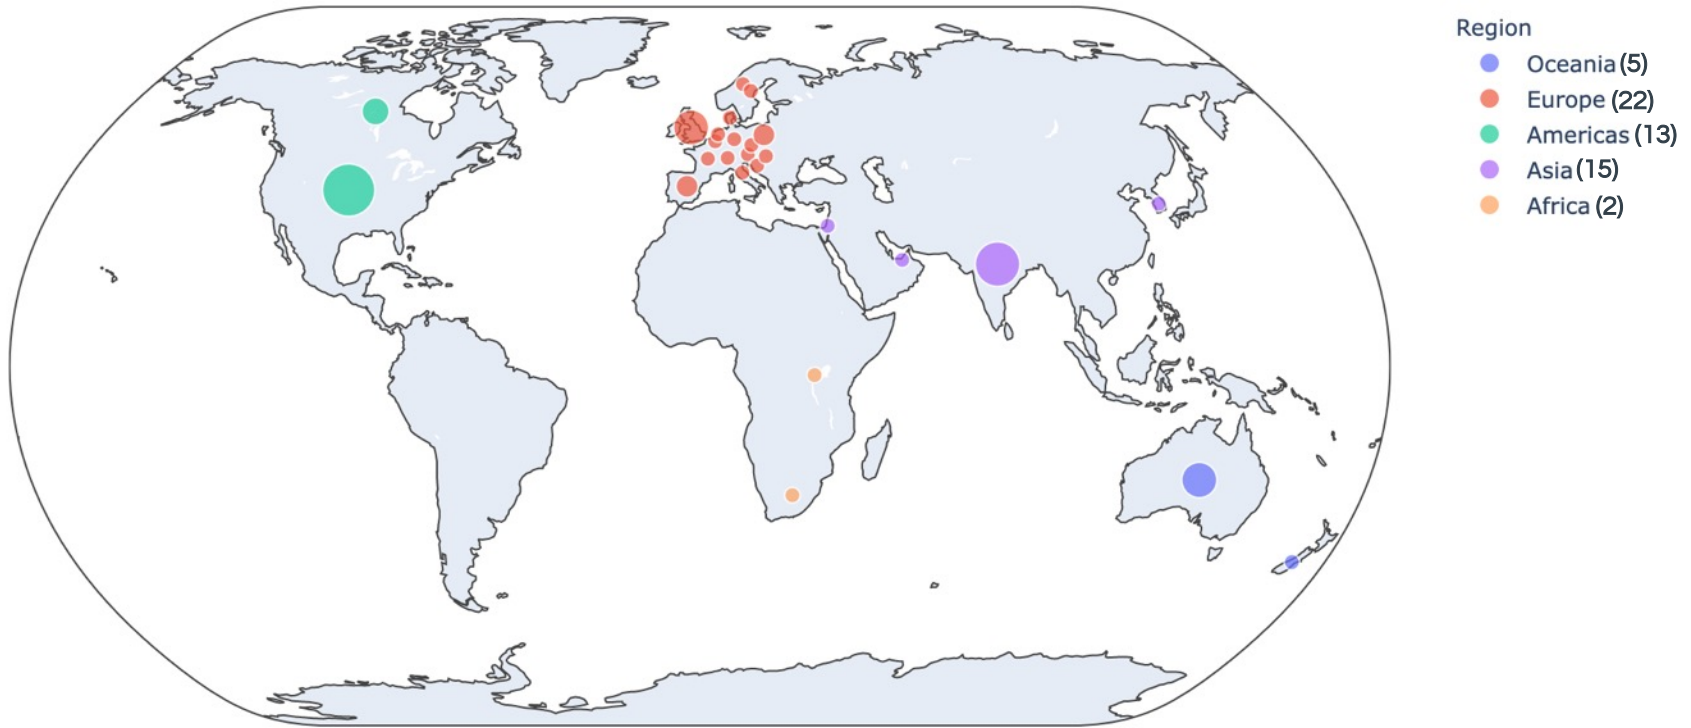 Region
Oceania (5)
Europe (22)
Americas (13)
Asia (15)
Africa (2)